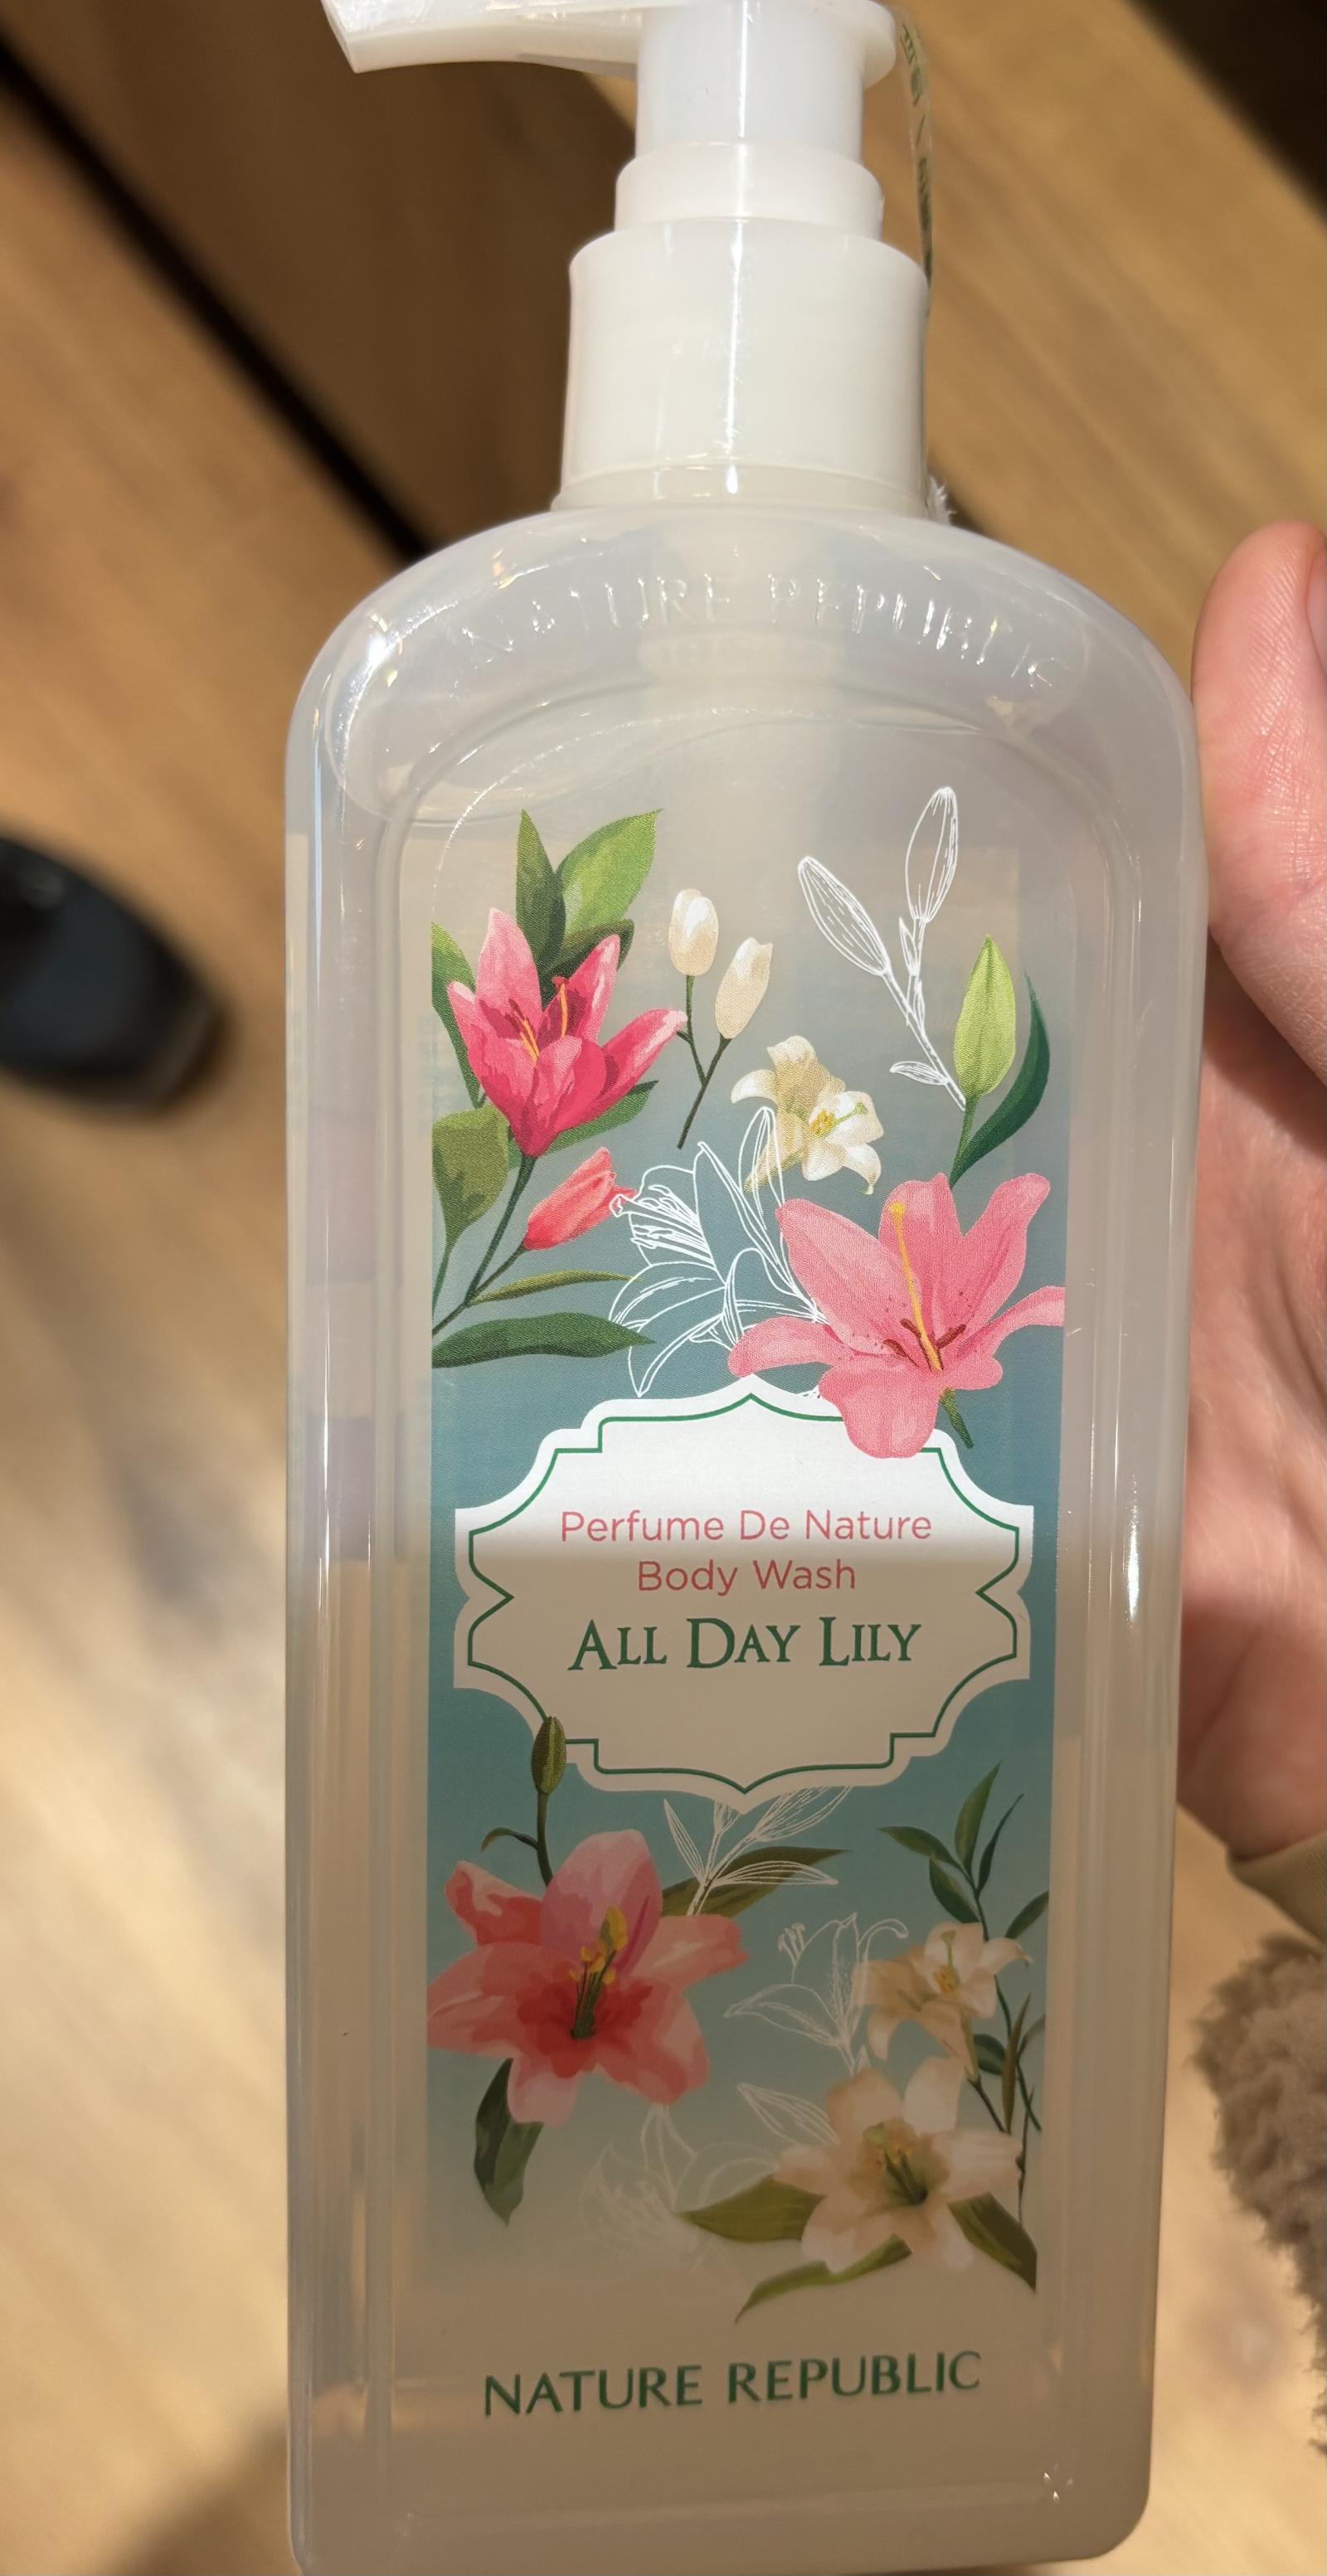 NATURE REPUBLIC
Perfume De Nature
Body Wash
ALL DAY LILY
NATURE REPUBLIC